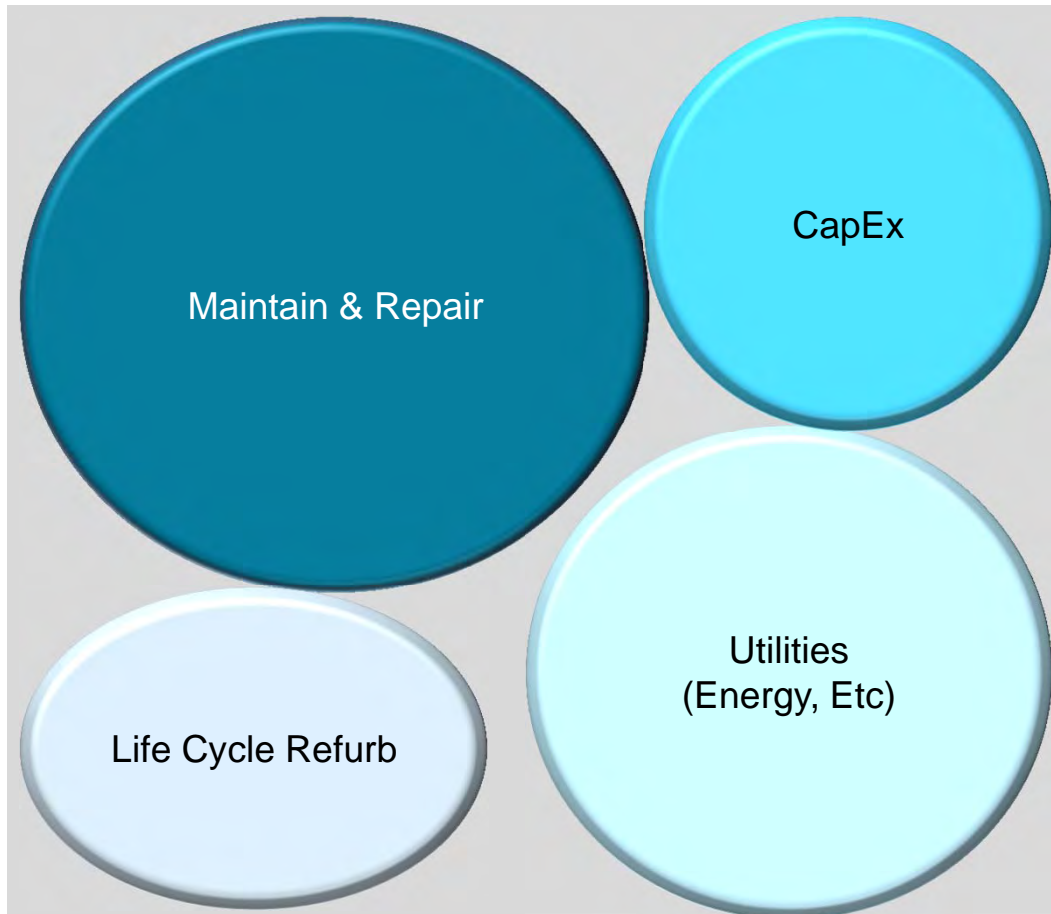 Maintain & Repair
CapEx
Utilities
(Energy, Etc)
Life Cycle Refurb